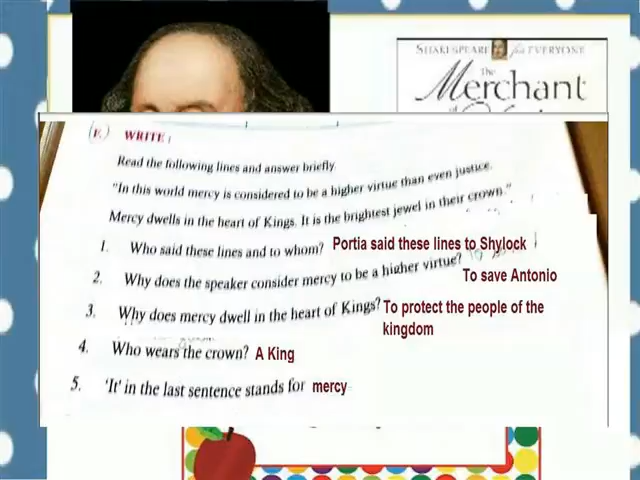 SHAKESPEARE for EVERYONE
The
Merchant
(F.) WRITE :
Read the following lines and answer briefly.
"In this world mercy is considered to be a higher virtue than even justice.
Mercy dwells in the heart of Kings. It is the brightest jewel in their crown."
1. Who said these lines and to whom? Portia said these lines to Shylock
2. Why does the speaker consider mercy to be a higher virtue? To save Antonio
3. Why does mercy dwell in the heart of Kings? To protect the people of the
kingdom
4. Who wears the crown? A King
5. 'It' in the last sentence stands for mercy